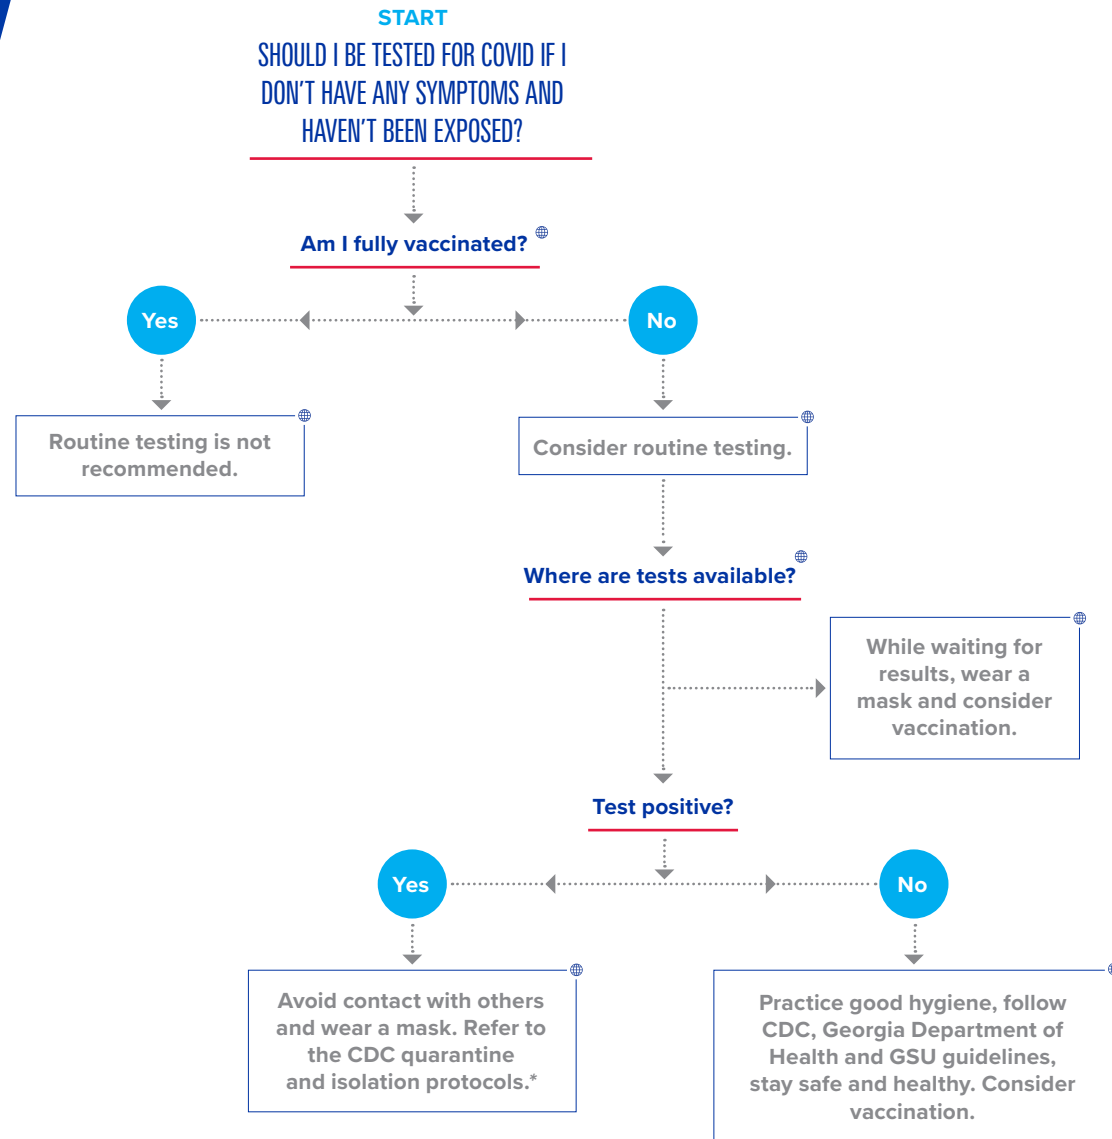 START
SHOULD I BE TESTED FOR COVID IF I
DON'T HAVE ANY SYMPTOMS AND
HAVEN'T BEEN EXPOSED?
Am I fully vaccinated?
Yes
No
Routine testing is not
recommended.
Consider routine testing.
Where are tests available?
While waiting for
results, wear a
mask and consider
vaccination.
Test positive?
Yes
No
Avoid contact with others
and wear a mask. Refer to
the CDC quarantine
and isolation protocols.*
Practice good hygiene, follow
CDC, Georgia Department of
Health and GSU guidelines,
stay safe and healthy. Consider
vaccination.